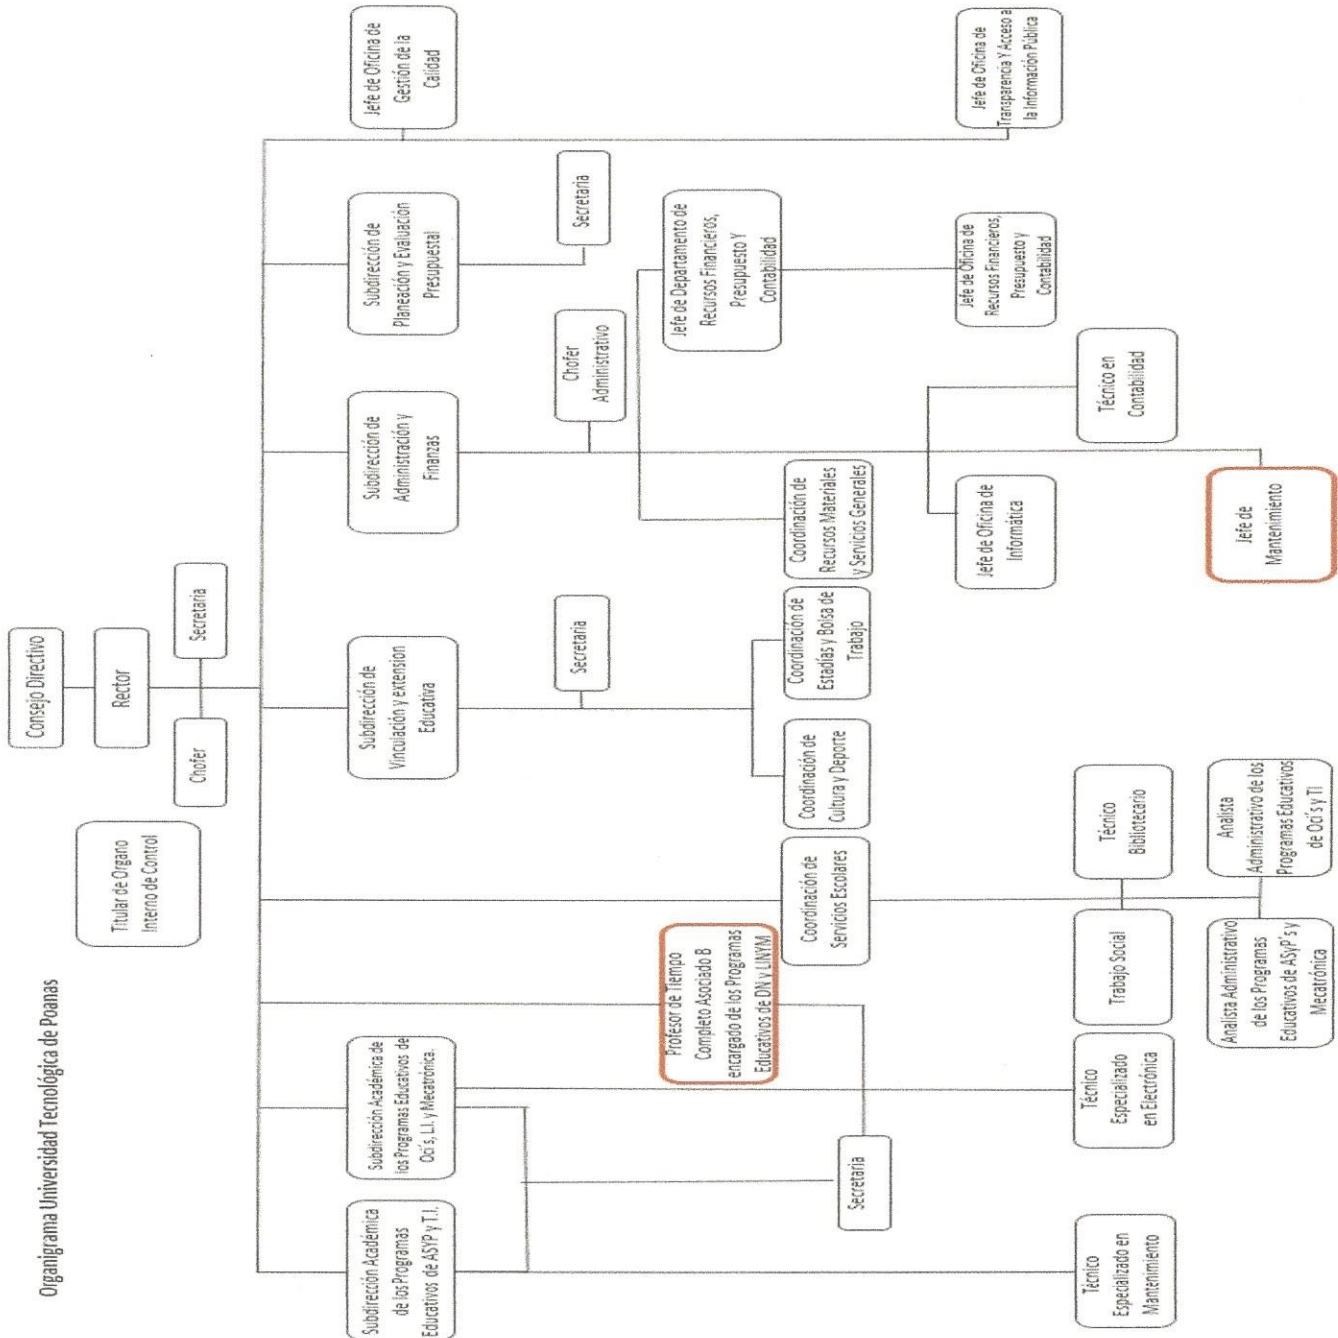 Organigrama Universidad Tecnológica de Poanas
Consejo Directivo
Rector
Titular de Organo
Interno de Control
Chofer
Secretaria
Subdirección Académica
de los Programas
Educativos de ASYP y T.I.
Subdirección Académica de
los Programas Educativos de
Oci´s, L.I. y Mecatrónica.
Subdirección de
Vinculación y extension
Educativa
Subdirección de
Administración y
Finanzas
Subdirección de
Planeación y Evaluación
Presupuestal
Jefe de Oficina de
Gestión de la
Calidad
Secretaria
Chofer
Administrativo
Secretaria
Profesor de Tiempo
Completo Asociado B
encargado de los Programas
Educativos de DN y LINYM
Jefe de Departamento de
Recursos Financieros,
Presupuesto Y
Contabilidad
Secretaria
Coordinación de
Servicios Escolares
Coordinación de
Cultura y Deporte
Coordinación de
Estadías y Bolsa de
Trabajo
Coordinación de
Recursos Materiales
y Servicios Generales
Jefe de Oficina de
Informática
Jefe de Oficina de
Recursos Financieros,
Presupuesto y
Contabilidad
Jefe de Oficina de
Transparencia Y Acceso a
la Información Pública
Técnico
Especializado en
Mantenimiento
Técnico
Especializado
en Electrónica
Trabajo Social
Técnico
Bibliotecario
Técnico en
Contabilidad
Analista Administrativo
de los Programas
Educativos de ASyP´s y
Mecatrónica
Analista
Administrativo de los
Programas Educativos
de Oci´s y TI
Jefe de
Mantenimiento